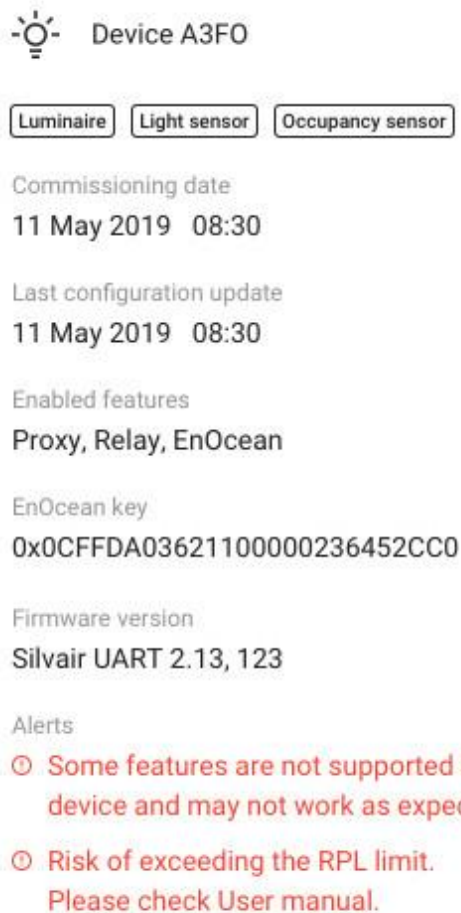 Device A3FO
Luminaire Light sensor Occupancy sensor
Commissioning date
11 May 2019 08:30
Last configuration update
11 May 2019 08:30
Enabled features
Proxy, Relay, EnOcean
EnOcean key
0x0CFFDA03621100000236452CC0
Firmware version
Silvair UART 2.13, 123
Alerts
Some features are not supported
device and may not work as expec
Risk of exceeding the RPL limit.
Please check User manual.